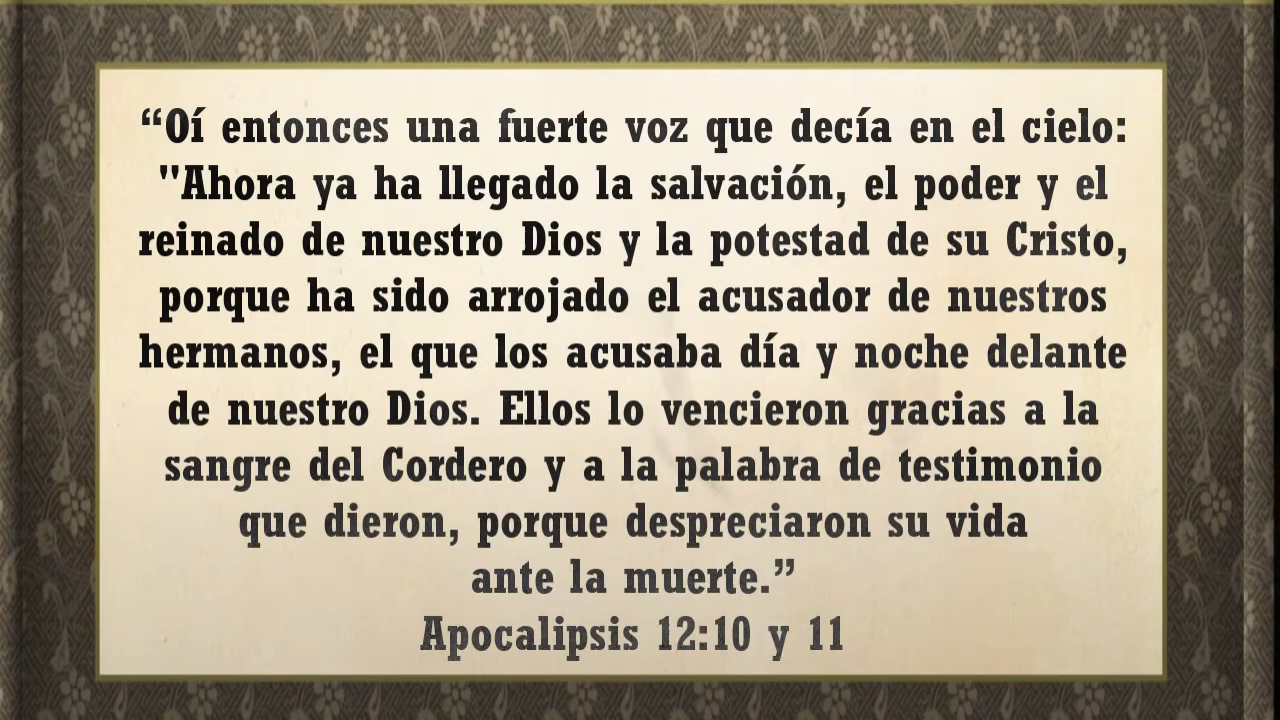 “Oí entonces una fuerte voz que decía en el cielo:
"Ahora ya ha llegado la salvación, el poder y el
reinado de nuestro Dios y la potestad de su Cristo,
porque ha sido arrojado el acusador de nuestros
hermanos, el que los acusaba día y noche delante
de nuestro Dios. Ellos lo vencieron gracias a la
sangre del Cordero y a la palabra de testimonio
que dieron, porque despreciaron su vida
ante la muerte.”
Apocalipsis 12:10 y 11